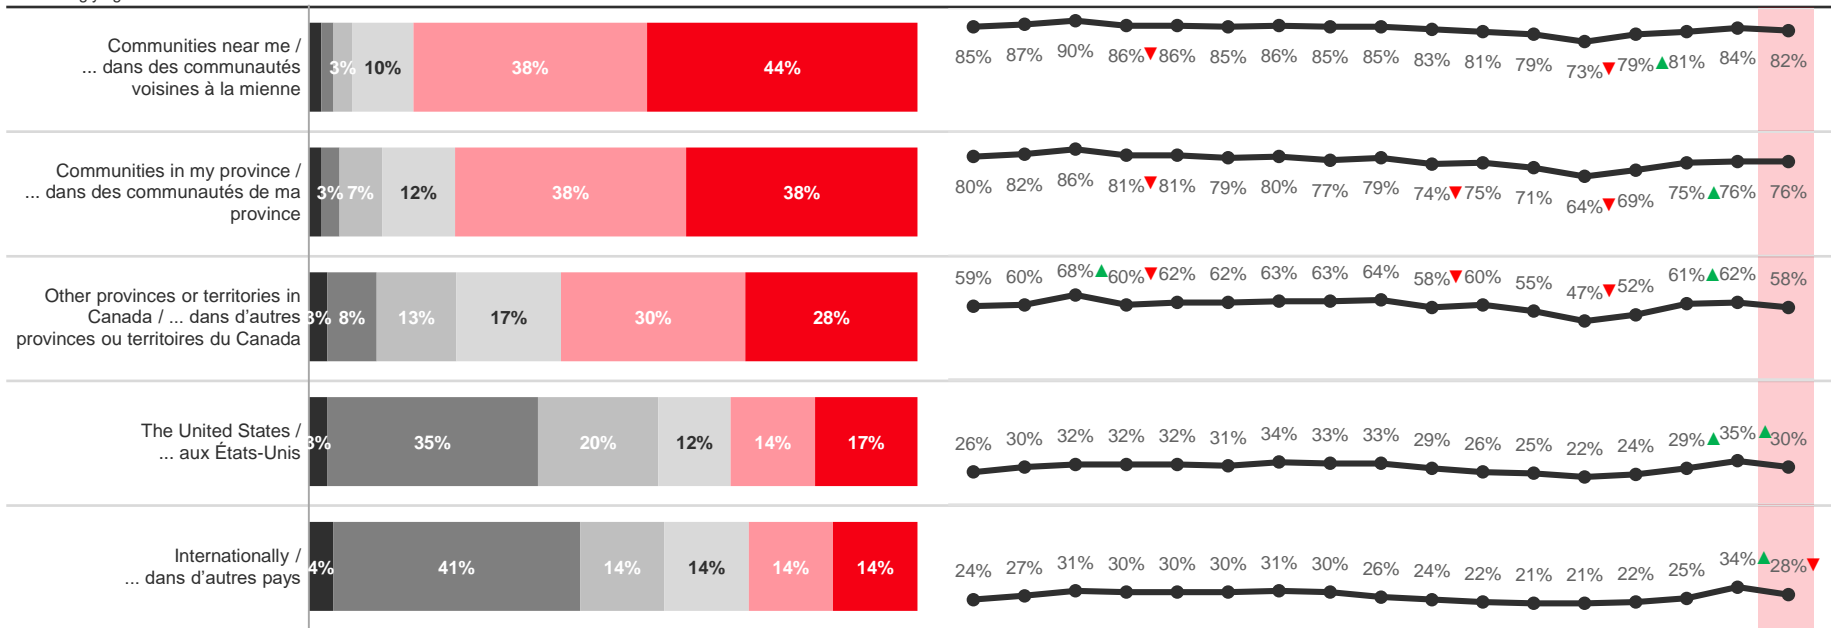 Communities near me /
... dans des communautés
voisines à la mienne
3% 10% 38% 44%
85% 87% 90% 86%▼86% 85% 86% 85% 85% 83% 81% 79% 73%▼79% ▲81% 84% 82%
Communities in my province /
... dans des communautés de ma
province
3% 7% 12% 38% 38%
80% 82% 86% 81%▼81% 79% 80% 77% 79% 74%▼75% 71% 64%▼69% 75%▲76% 76%
Other provinces or territories in
Canada / ... dans d'autres
provinces ou territoires du Canada
3% 8% 13% 17% 30% 28%
59% 60% 68%▲60%▼62% 62% 63% 63% 64% 58%▼60% 55% 47%▼52% 61%▲62% 58%
The United States /
... aux États-Unis
3% 35% 20% 12% 14% 17%
26% 30% 32% 32% 32% 31% 34% 33% 33% 29% 26% 25% 22% 24% 29%▲35%▲30%
Internationally /
... dans d'autres pays
4% 41% 14% 14% 14% 14%
24% 27% 31% 30% 30% 30% 31% 30% 26% 24% 22% 21% 21% 22% 25% 34%▲28%▼